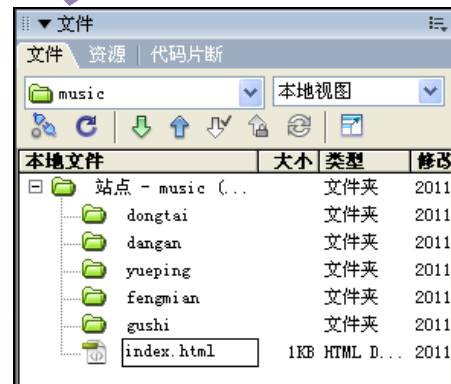 ▼ 文件
文件 资源 代码片断
music 本地视图
本地文件 大小 类型 修改
站点 - music (... 文件夹 2011
dongtai 文件夹 2011
dangan 文件夹 2011
yueping 文件夹 2011
fengmian 文件夹 2011
gushi 文件夹 2011
index.html 1KB HTML D... 2011